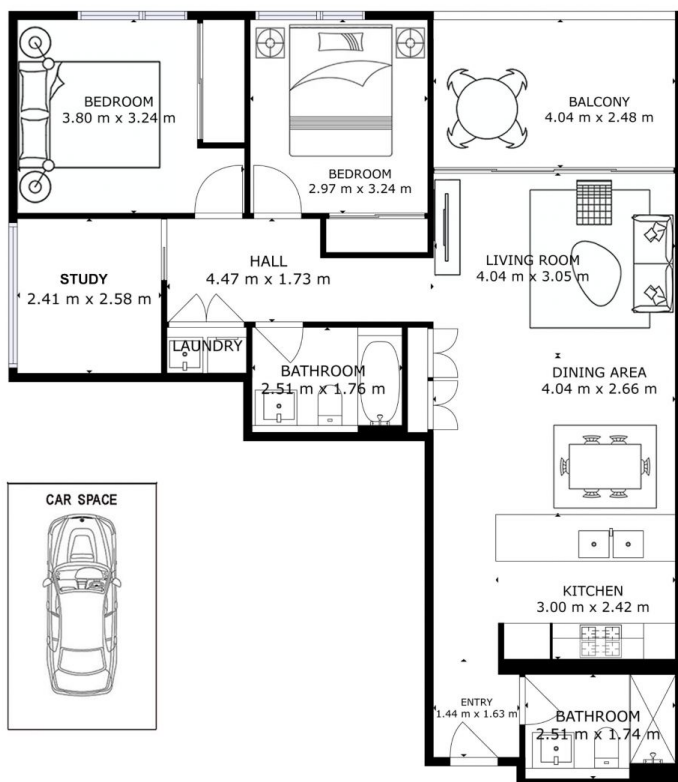 BEDROOM
3.80 m x 3.24 m
BEDROOM
2.97 m x 3.24 m
BALCONY
4.04 m x 2.48 m
STUDY
2.41 m x 2.58 m
HALL
4.47 m x 1.73 m
LIVING ROOM
4.04 m x 3.05 m
LAUNDRY
BATHROOM
2.51 m x 1.76 m
DINING AREA
4.04 m x 2.66 m
CAR SPACE
KITCHEN
3.00 m x 2.42 m
ENTRY
1.44 m x 1.63 m
BATHROOM
2.51 m x 1.74 m